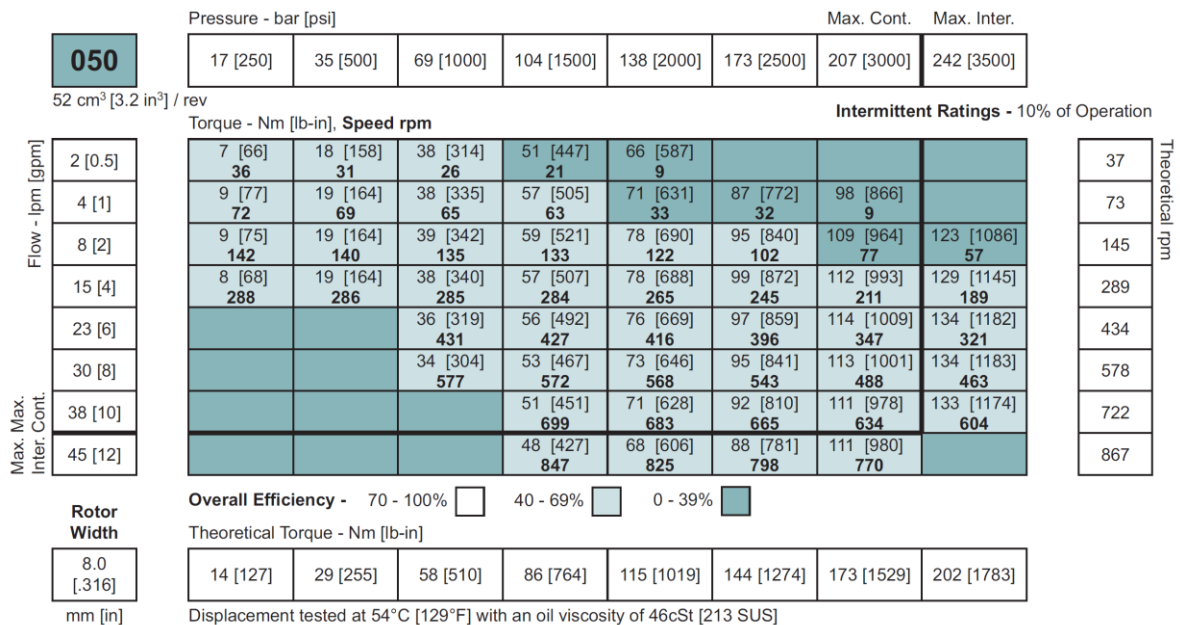 Pressure - bar [psi] Max. Cont. Max. Inter.
050 17 [250] 35 [500] 69 [1000] 104 [1500] 138 [2000] 173 [2500] 207 [3000] 242 [3500]
52 cm³ [3.2 in³] / rev
Intermittent Ratings - 10% of Operation
Torque - Nm [lb-in], Speed rpm
Flow - lpm [gpm]
Max. Max.
Inter. Cont.
Theoretical rpm
2 [0.5] 7 [66] 18 [158] 38 [314] 51 [447] 66 [587] 37
36 31 26 21 9
4 [1] 9 [77] 19 [164] 38 [335] 57 [505] 71 [631] 87 [772] 98 [866] 73
72 69 65 63 33 32 9
8 [2] 9 [75] 19 [164] 39 [342] 59 [521] 78 [690] 95 [840] 109 [964] 123 [1086] 145
142 140 135 133 122 102 77 57
15 [4] 8 [68] 19 [164] 38 [340] 57 [507] 78 [688] 99 [872] 112 [993] 129 [1145] 289
288 286 285 284 265 245 211 189
23 [6] 36 [319] 56 [492] 76 [669] 97 [859] 114 [1009] 134 [1182] 434
431 427 416 396 347 321
30 [8] 34 [304] 53 [467] 73 [646] 95 [841] 113 [1001] 134 [1183] 578
577 572 568 543 488 463
38 [10] 51 [451] 71 [628] 92 [810] 111 [978] 133 [1174] 722
699 683 665 634 604
45 [12] 48 [427] 68 [606] 88 [781] 111 [980] 867
847 825 798 770
Overall Efficiency - 70 - 100% 40 - 69% 0 - 39%
Rotor
Width
Theoretical Torque - Nm [lb-in]
8.0
[.316]
14 [127] 29 [255] 58 [510] 86 [764] 115 [1019] 144 [1274] 173 [1529] 202 [1783]
mm [in] Displacement tested at 54°C [129°F] with an oil viscosity of 46cSt [213 SUS]